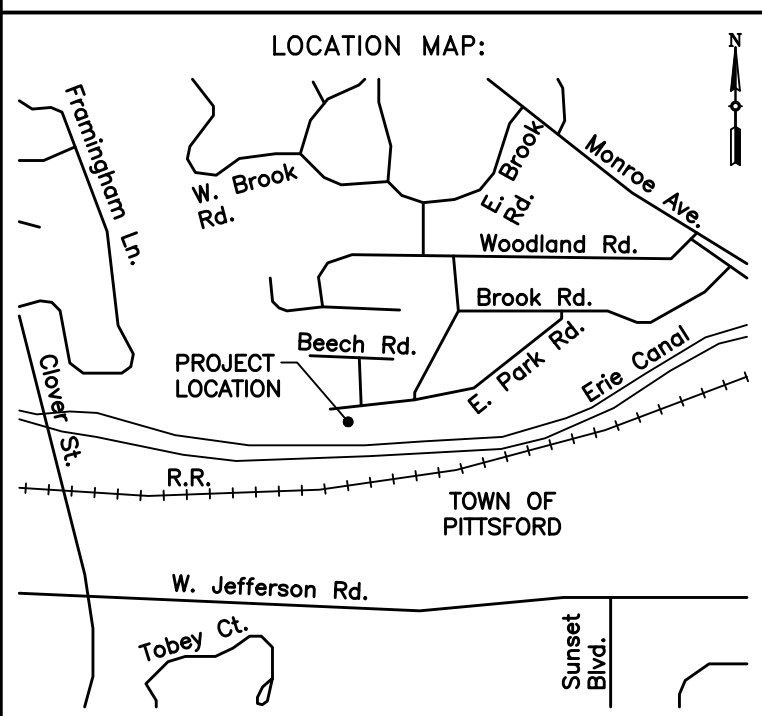 LOCATION MAP:
N
Framingham Ln.
W. Brook
Rd.
E. Brook
Rd.
Monroe Ave.
Woodland Rd.
Brook Rd.
Beech Rd.
E. Park Rd.
Erie Canal
PROJECT
LOCATION
Clover St.
R.R.
TOWN OF
PITTSFORD
W. Jefferson Rd.
Tobey Ct.
Sunset
Blvd.